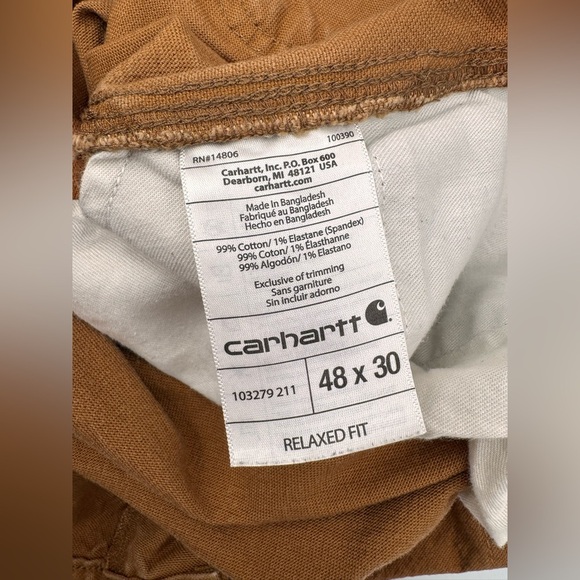 RN#14806 100390
Carhartt, Inc. P.O. Box 600
Dearborn, MI 48121 USA
carhartt.com
Made in Bangladesh
Fabriqué au Bangladesh
Hecho en Bangladesh
99% Cotton/ 1% Elastane (Spandex)
99% Coton/ 1% Élasthanne
99% Algodón/ 1% Elastano
Exclusive of trimming
Sans garniture
Sin incluir adorno
carhartt
103279 211 48 x 30
RELAXED FIT